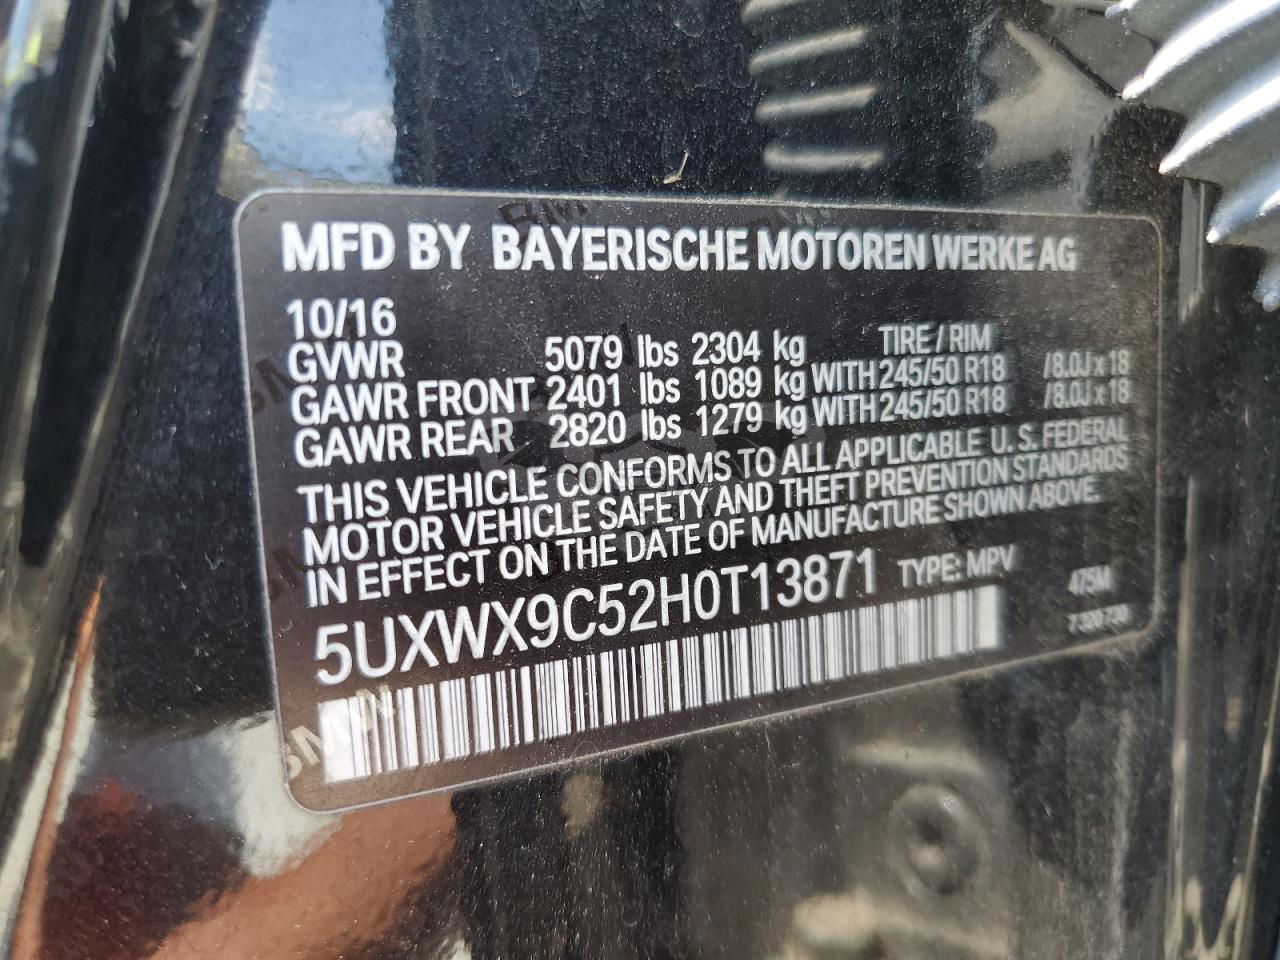 MFD BY BAYERISCHE MOTOREN WERKE AG
10/16
GVWR 5079 lbs 2304 kg TIRE / RIM
GAWR FRONT 2401 lbs 1089 kg WITH 245/50 R18 /8.0J x 18
GAWR REAR 2820 lbs 1279 kg WITH 245/50 R18 /8.0J x 18
THIS VEHICLE CONFORMS TO ALL APPLICABLE U. S. FEDERAL
MOTOR VEHICLE SAFETY AND THEFT PREVENTION STANDARDS
IN EFFECT ON THE DATE OF MANUFACTURE SHOWN ABOVE.
5UXWX9C52H0T13871 TYPE: MPV 475M
7 320 730